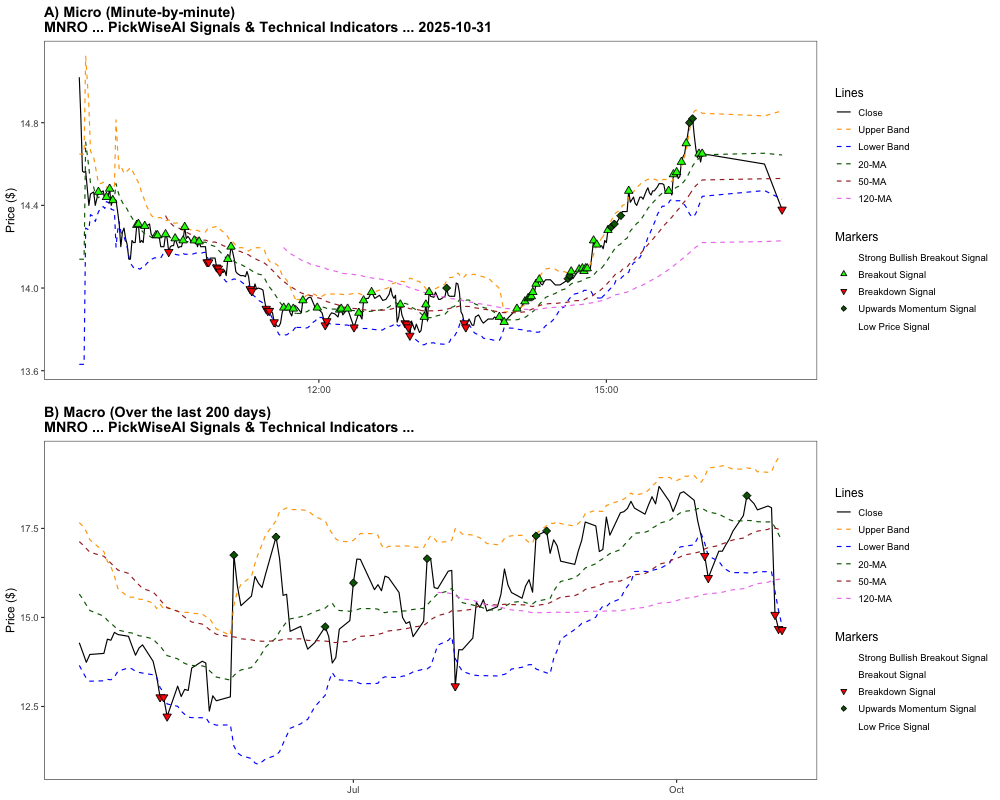 A) Micro (Minute-by-minute)
MNRO ... PickWiseAI Signals & Technical Indicators ... 2025-10-31
Price ($)
14.8
14.4
14.0
13.6
12:00
15:00
Lines
Close
Upper Band
Lower Band
20-MA
50-MA
120-MA
Markers
Strong Bullish Breakout Signal
Breakout Signal
Breakdown Signal
Upwards Momentum Signal
Low Price Signal
B) Macro (Over the last 200 days)
MNRO ... PickWiseAI Signals & Technical Indicators ...
Price ($)
17.5
15.0
12.5
Jul
Oct
Lines
Close
Upper Band
Lower Band
20-MA
50-MA
120-MA
Markers
Strong Bullish Breakout Signal
Breakout Signal
Breakdown Signal
Upwards Momentum Signal
Low Price Signal